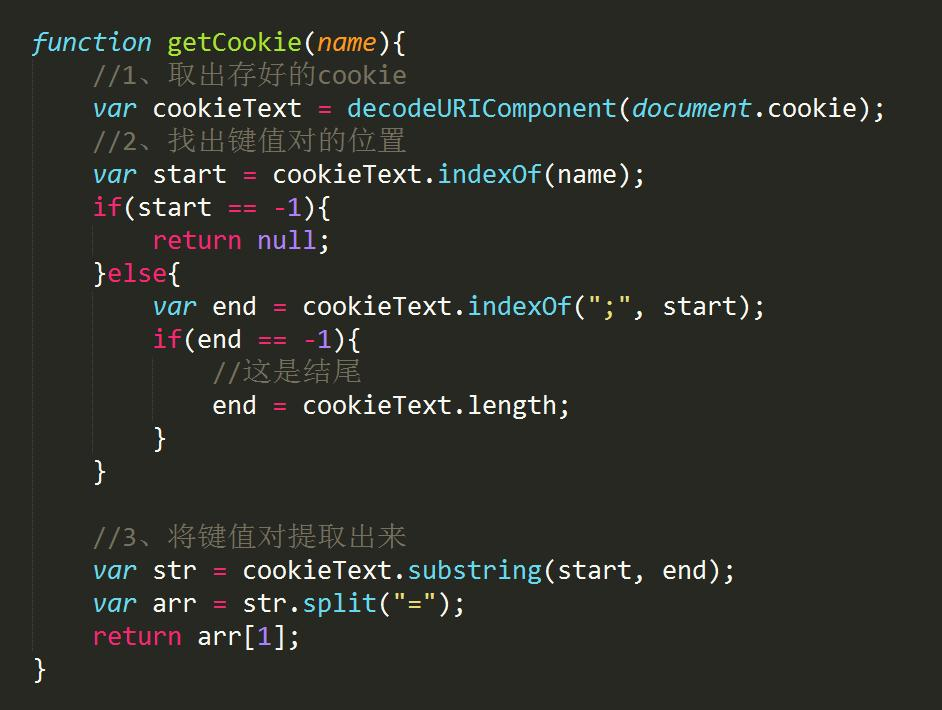 function getCookie(name){
    //1、取出存好的cookie
    var cookieText = decodeURIComponent(document.cookie);
    //2、找出键值对的位置
    var start = cookieText.indexOf(name);
    if(start == -1){
        return null;
    }else{
        var end = cookieText.indexOf(";", start);
        if(end == -1){
            //这是结尾
            end = cookieText.length;
        }
    }

    //3、将键值对提取出来
    var str = cookieText.substring(start, end);
    var arr = str.split("=");
    return arr[1];
}